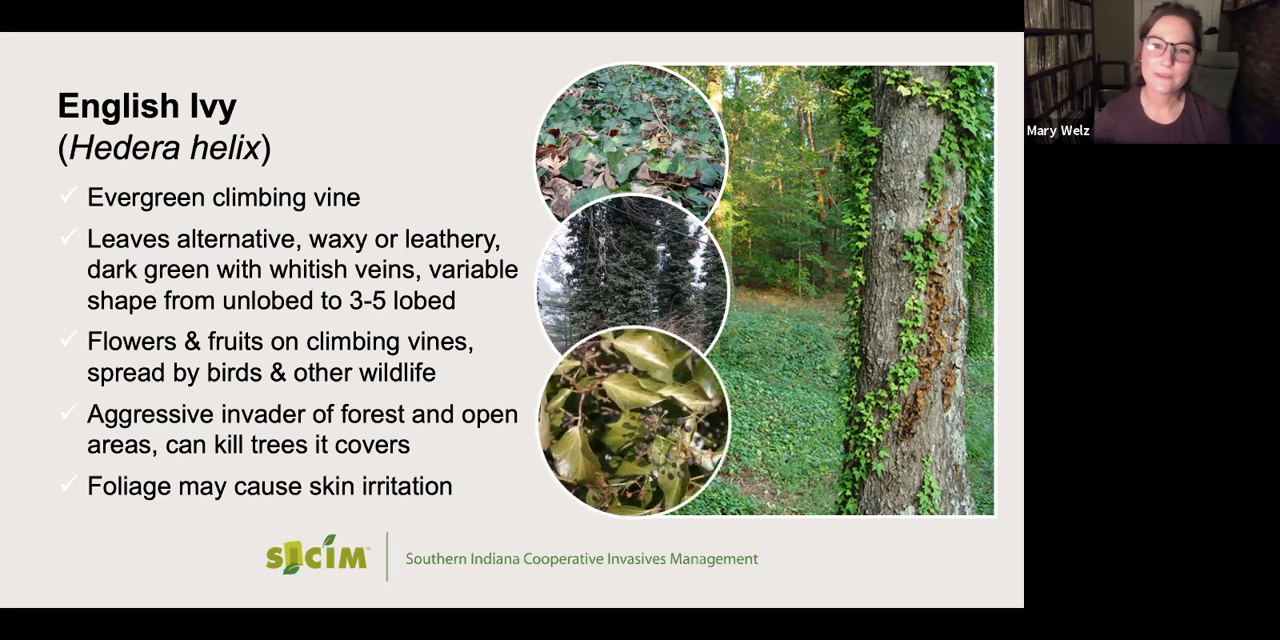 English Ivy
(Hedera helix)
Evergreen climbing vine
Leaves alternative, waxy or leathery,
dark green with whitish veins, variable
shape from unlobed to 3-5 lobed
Flowers & fruits on climbing vines,
spread by birds & other wildlife
Aggressive invader of forest and open
areas, can kill trees it covers
Foliage may cause skin irritation
SICIM™
Southern Indiana Cooperative Invasives Management
Mary Welz